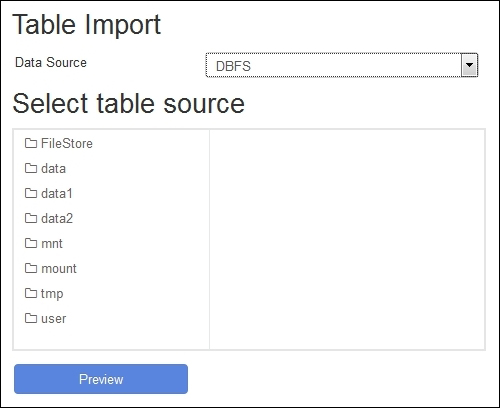 Table Import
Data Source DBFS
Select table source
FileStore
data
data1
data2
mnt
mount
tmp
user
Preview